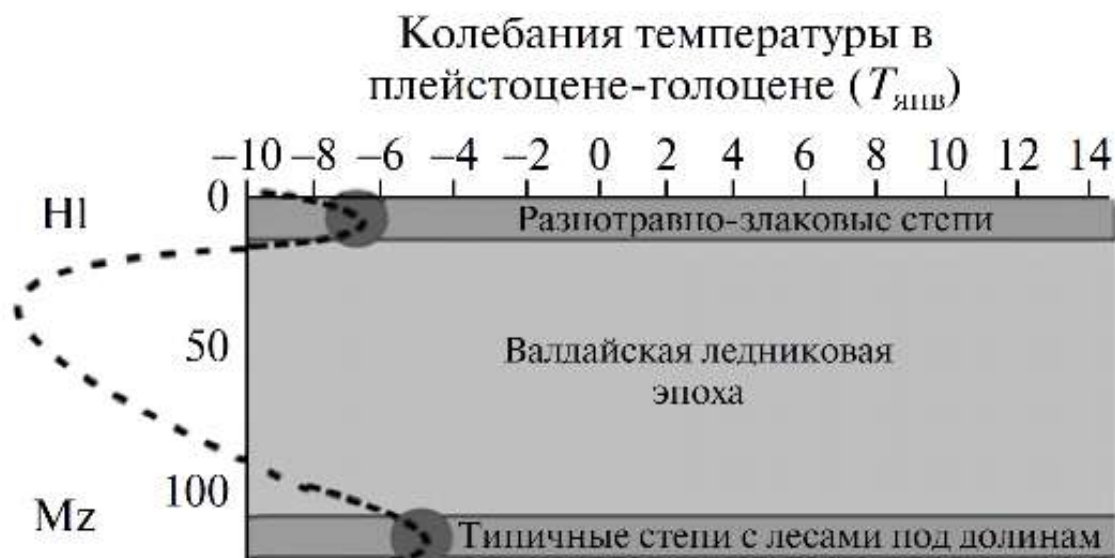 Колебания температуры в
плейстоцене-голоцене (Tянв)
–10 –8 –6 –4 –2 0 2 4 6 8 10 12 14
0
Hl
Разнотравно-злаковые степи
50
Валдайская ледниковая
эпоха
100
Mz
Типичные степи с лесами под долинам